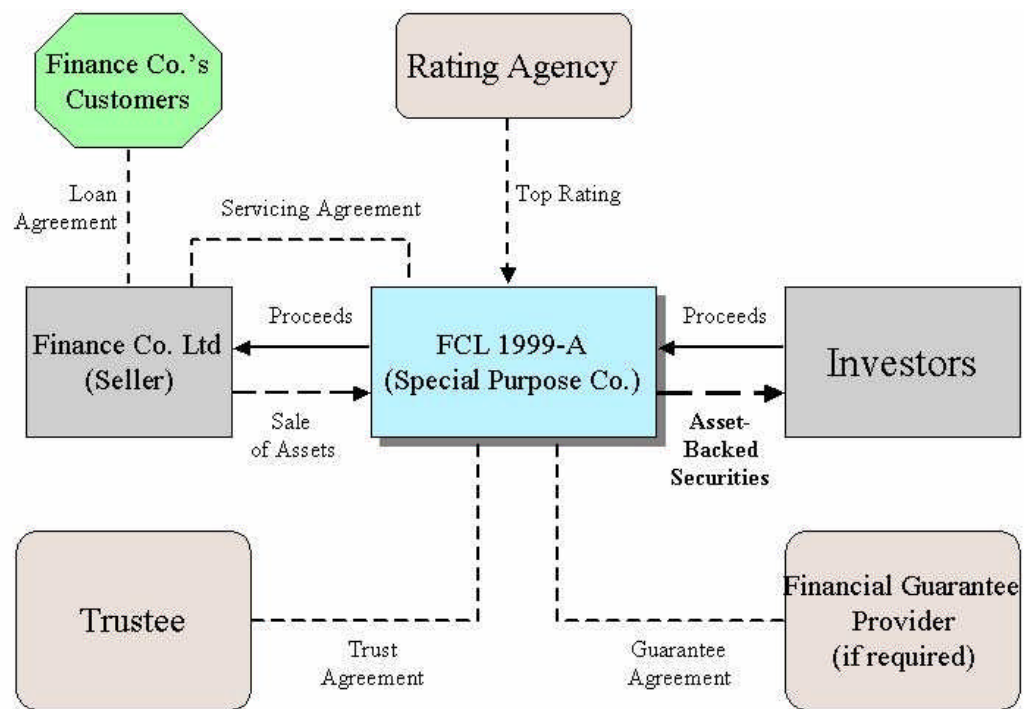 Finance Co.'s
Customers
Rating Agency
Loan
Agreement
Servicing Agreement
Top Rating
Finance Co. Ltd
(Seller)
Proceeds
Sale
of Assets
FCL 1999-A
(Special Purpose Co.)
Proceeds
Asset-
Backed
Securities
Investors
Trustee
Trust
Agreement
Guarantee
Agreement
Financial Guarantee
Provider
(if required)